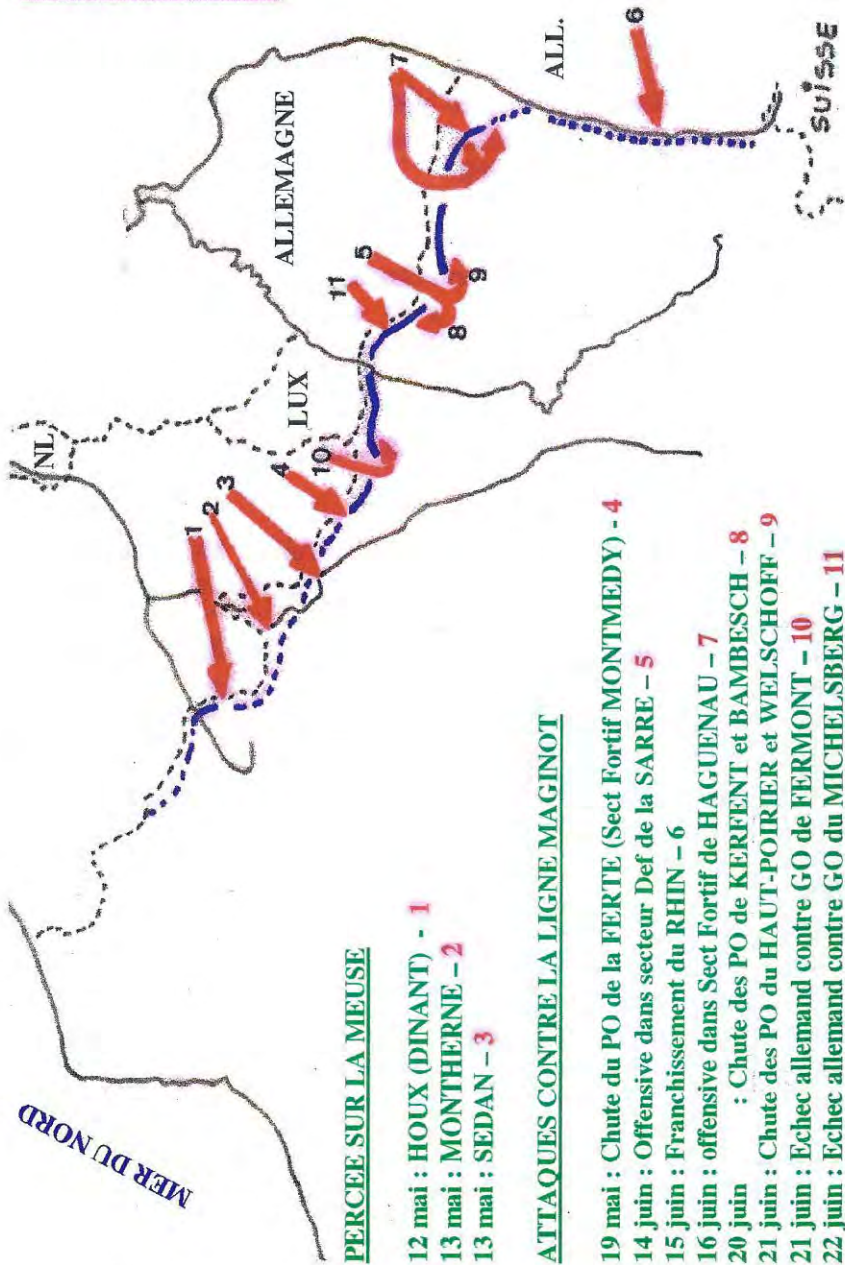 MER DU NORD
NL
LUX
ALLEMAGNE
ALL.
SUISSE
1
2
3
4
10
11
5
8
9
7
6
PERCEE SUR LA MEUSE
12 mai : HOUX (DINANT) - 1
13 mai : MONTHERNE – 2
13 mai : SEDAN – 3
ATTAQUES CONTRE LA LIGNE MAGINOT
19 mai : Chute du PO de la FERTE (Sect Fortif MONTMEDY) - 4
14 juin : Offensive dans secteur Def de la SARRE – 5
15 juin : Franchissement du RHIN – 6
16 juin : offensive dans Sect Fortif de HAGUENAU – 7
20 juin : Chute des PO de KERFENT et BAMBESCH – 8
21 juin : Chute des PO du HAUT-POIRIER et WELSCHOFF – 9
21 juin : Echec allemand contre GO de FERMONT – 10
22 juin : Echec allemand contre GO du MICHELSBERG – 11